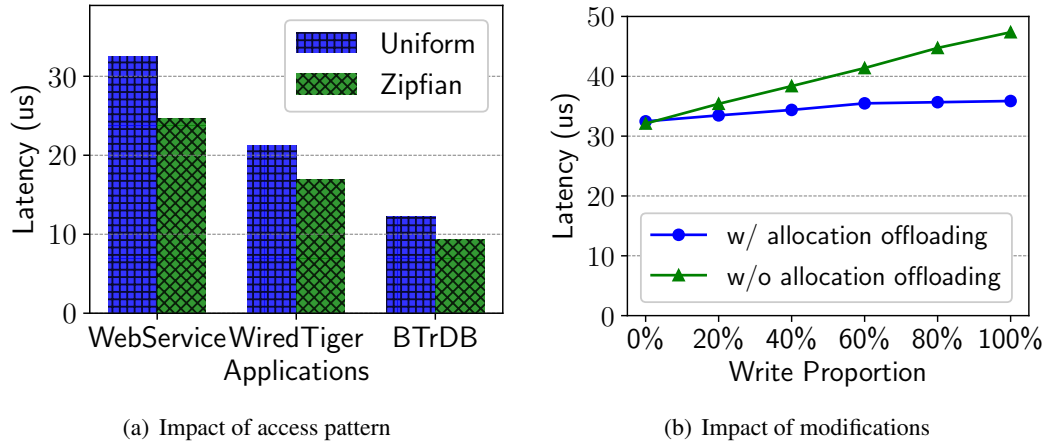 Uniform
Zipfian
Latency (us)
30
20
10
0
WebService WiredTiger BTrDB
Applications
(a) Impact of access pattern
50
40
30
20
10
0
Latency (us)
w/ allocation offloading
w/o allocation offloading
0% 20% 40% 60% 80% 100%
Write Proportion
(b) Impact of modifications